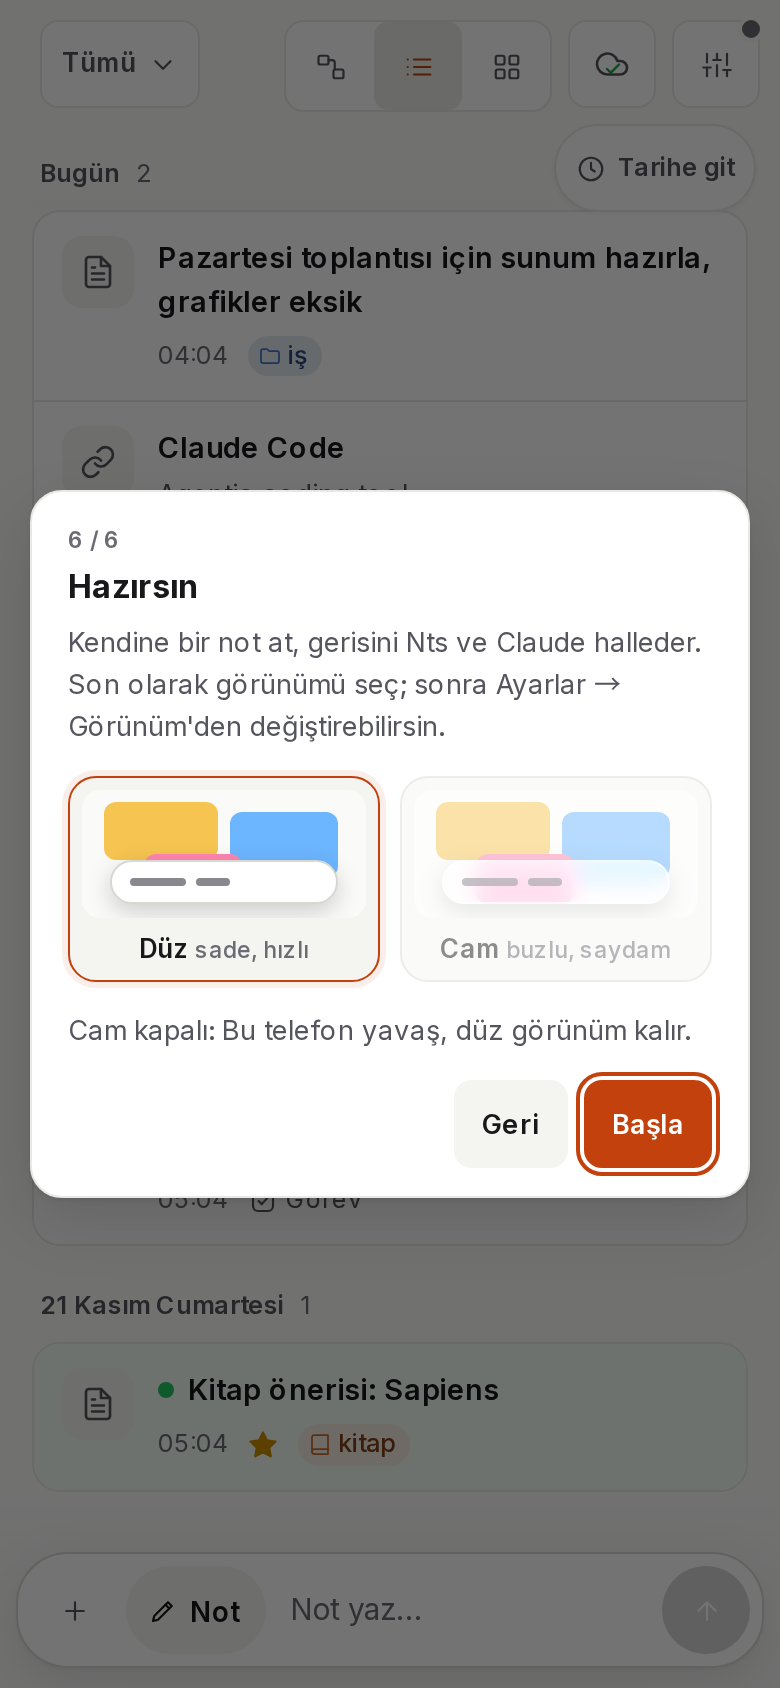 Tümü
Tarihe git
Bugün 2
Pazartesi toplantısı için sunum hazırla,
grafikler eksik
04:04 iş
Claude Code
6 / 6
Hazırsın
Kendine bir not at, gerisini Nts ve Claude halleder.
Son olarak görünümü seç; sonra Ayarlar →
Görünüm'den değiştirebilirsin.
Düz sade, hızlı
Cam buzlu, saydam
Cam kapalı: Bu telefon yavaş, düz görünüm kalır.
Geri
Başla
05:04 Görev
21 Kasım Cumartesi 1
Kitap önerisi: Sapiens
05:04 kitap
Not
Not yaz...